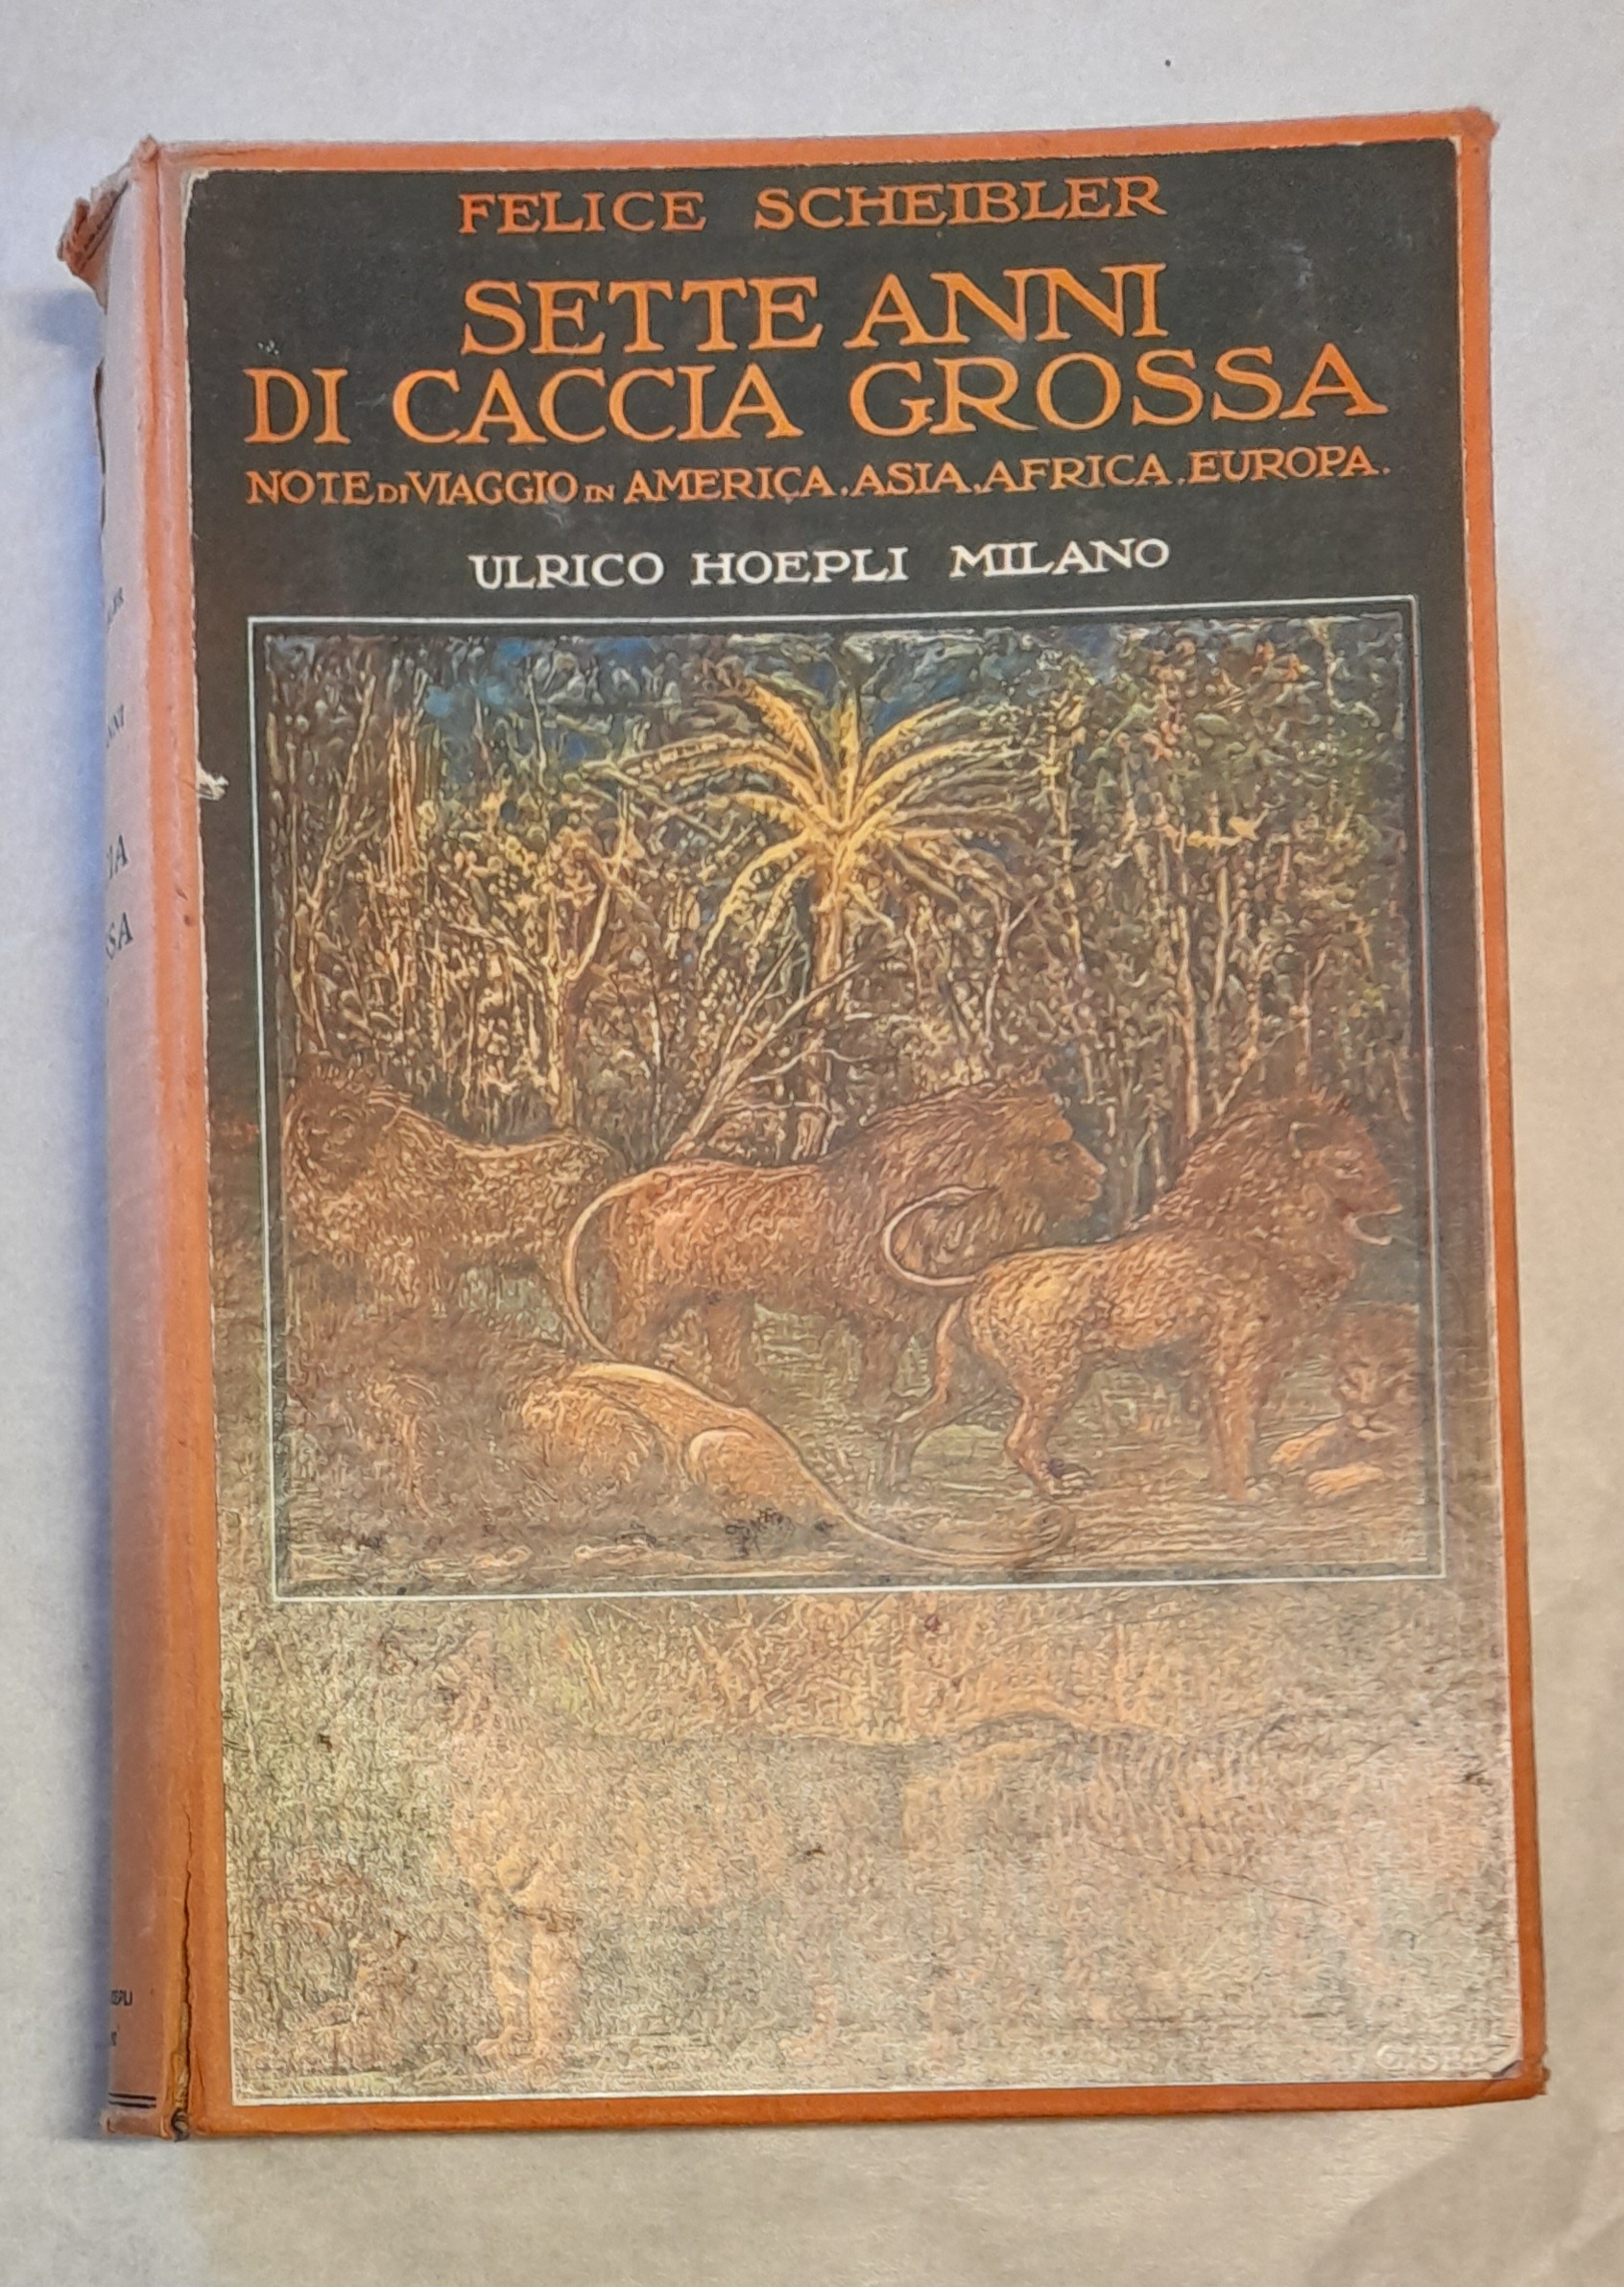 FELICE SCHEIBLER
SETTE ANNI
DI CACCIA GROSSA
NOTE DI VIAGGIO IN AMERICA. ASIA. AFRICA. EUROPA.
ULRICO HOEPLI MILANO